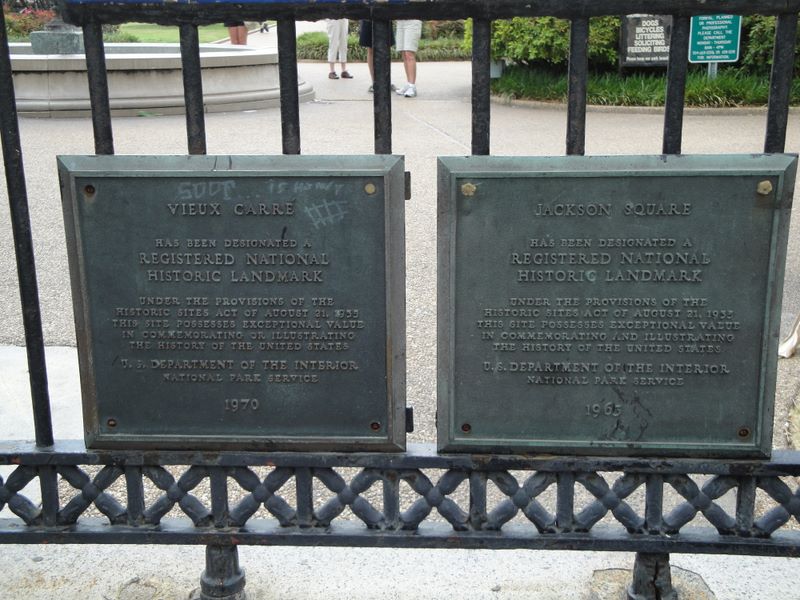 DOGS
BICYCLES
LITTERING
SOLICITING
FEEDING BIRDS
VIEUX CARRE
HAS BEEN DESIGNATED A
REGISTERED NATIONAL
HISTORIC LANDMARK
UNDER THE PROVISIONS OF THE
HISTORIC SITES ACT OF AUGUST 21, 1935
THIS SITE POSSESSES EXCEPTIONAL VALUE
IN COMMEMORATING OR ILLUSTRATING
THE HISTORY OF THE UNITED STATES
U.S. DEPARTMENT OF THE INTERIOR
NATIONAL PARK SERVICE
1970
JACKSON SQUARE
HAS BEEN DESIGNATED A
REGISTERED NATIONAL
HISTORIC LANDMARK
UNDER THE PROVISIONS OF THE
HISTORIC SITES ACT OF AUGUST 21, 1935
THIS SITE POSSESSES EXCEPTIONAL VALUE
IN COMMEMORATING AND ILLUSTRATING
THE HISTORY OF THE UNITED STATES
U.S. DEPARTMENT OF THE INTERIOR
NATIONAL PARK SERVICE
1965